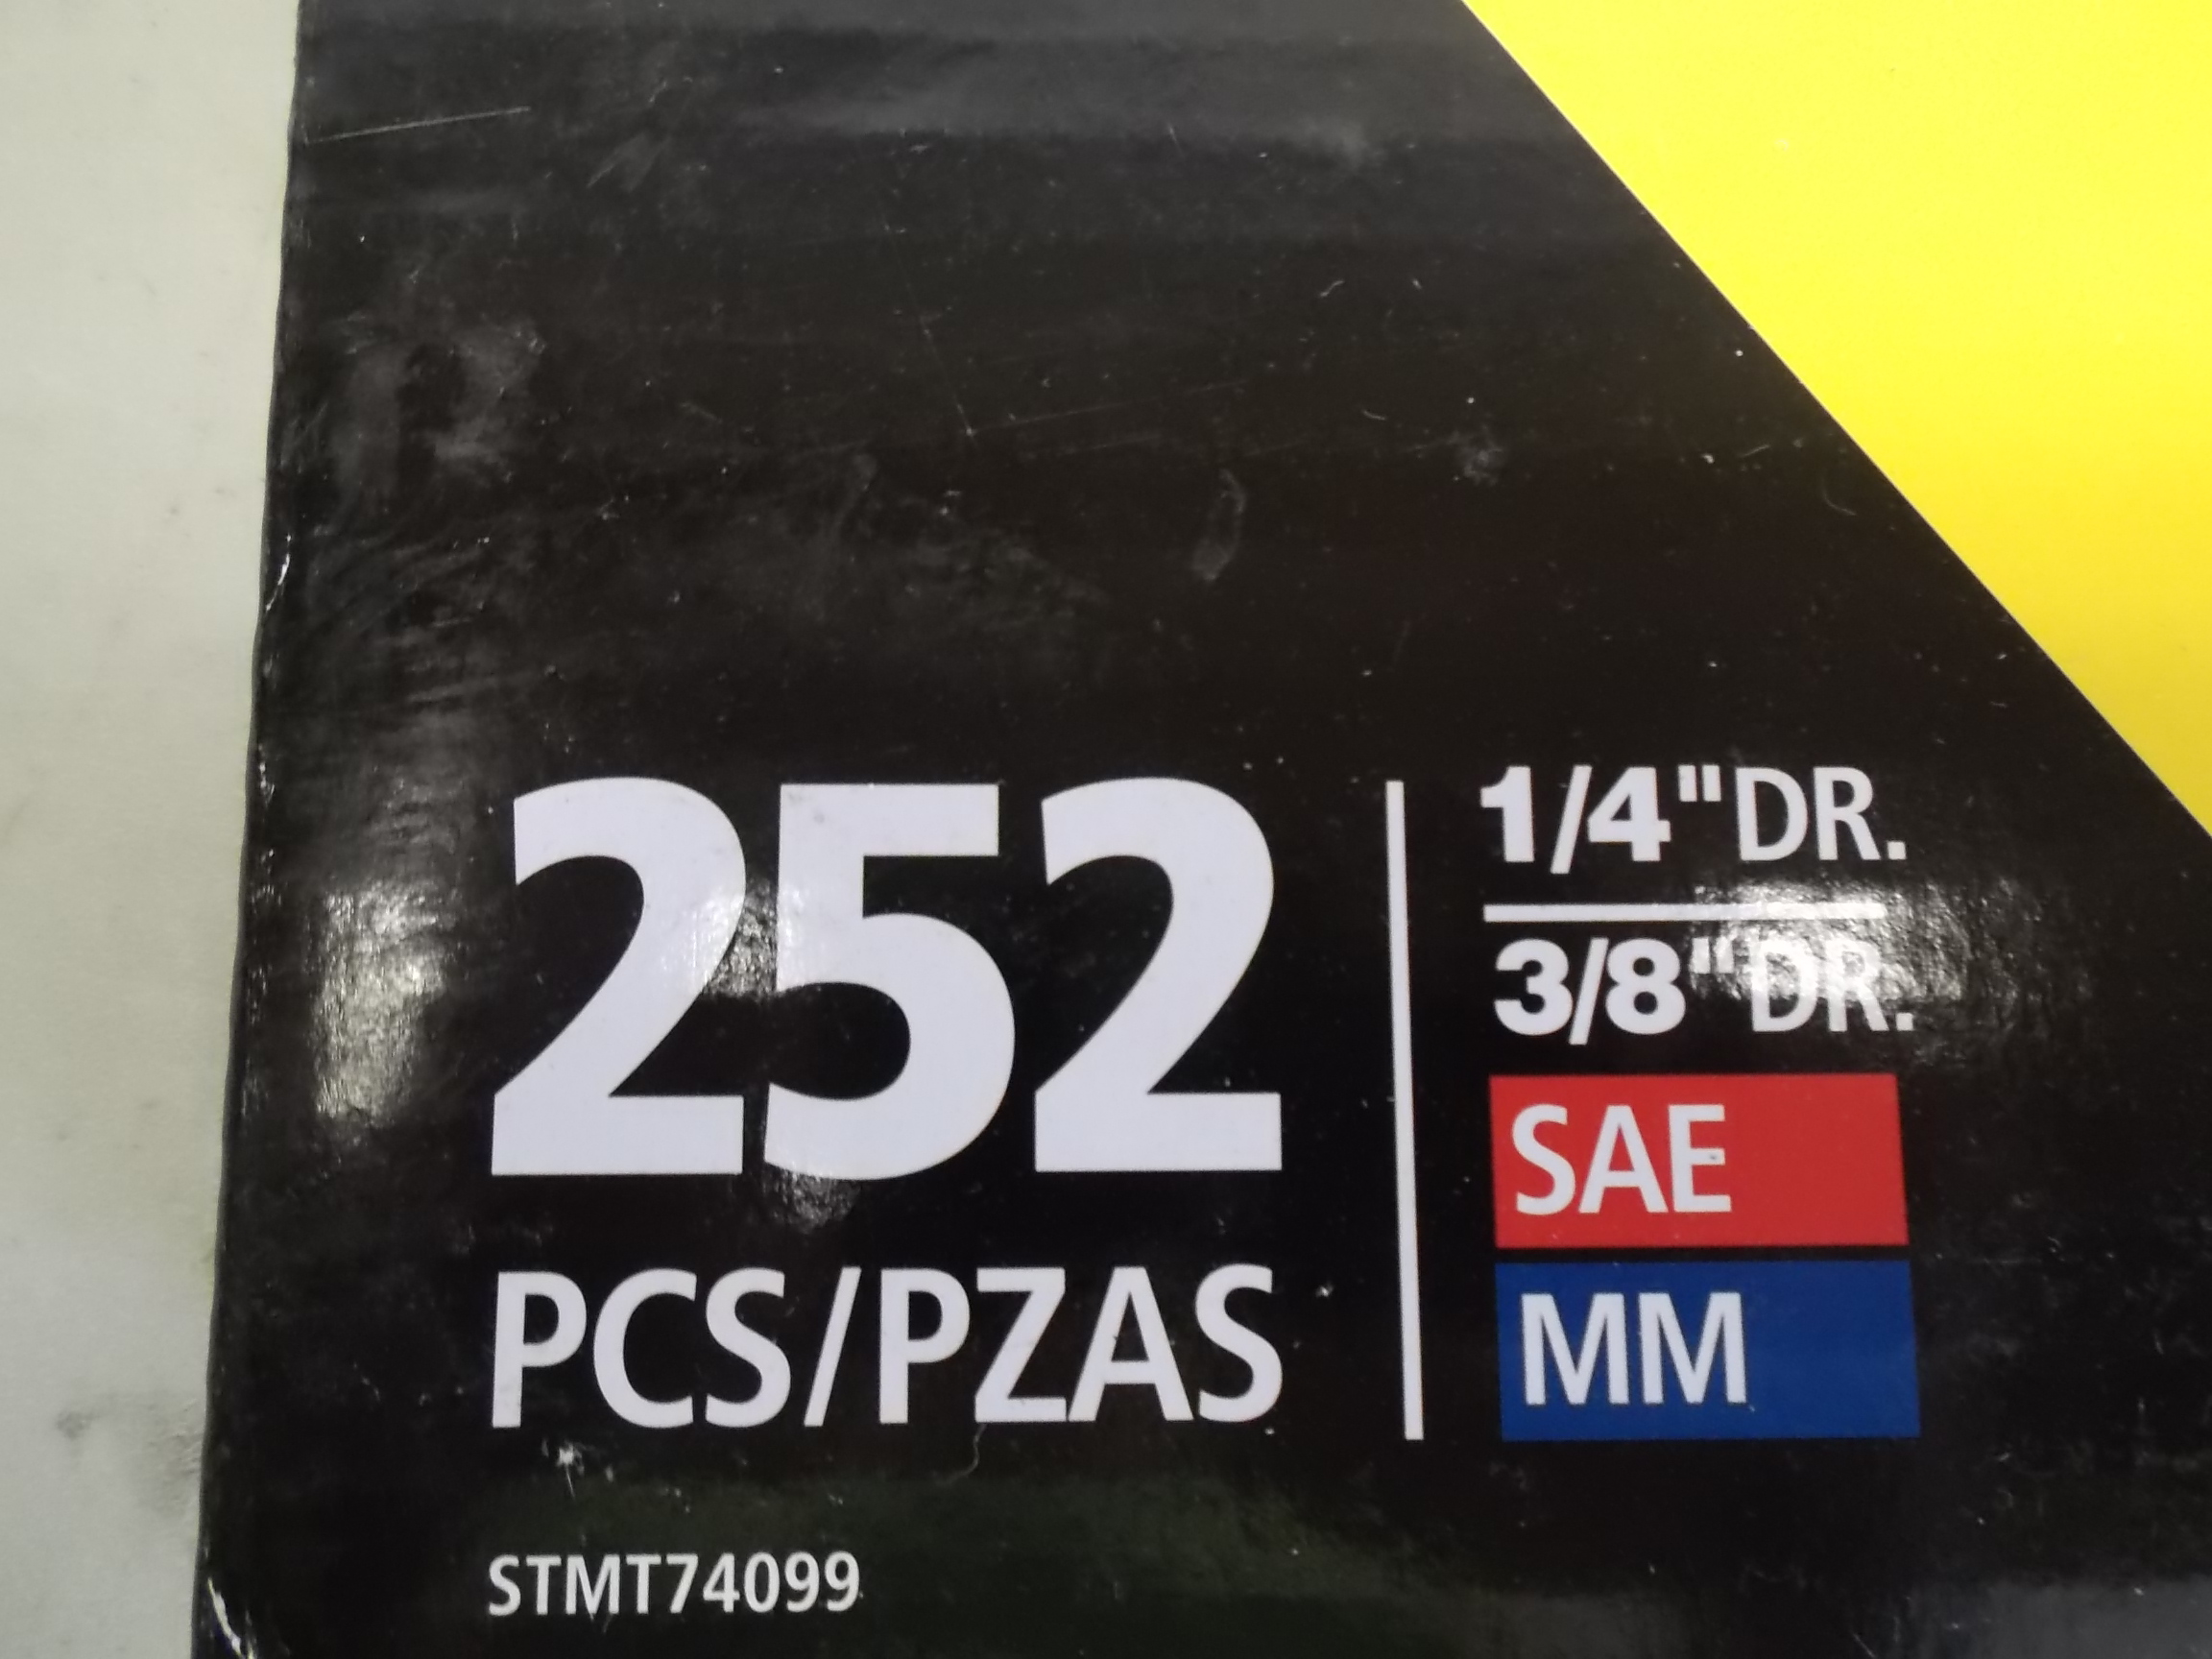 252
PCS/PZAS
1/4"DR.
3/8"DR.
SAE
MM
STMT74099